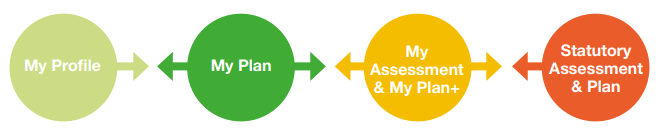 My Profile
My Plan
My
Assessment
& My Plan+
Statutory
Assessment
& Plan